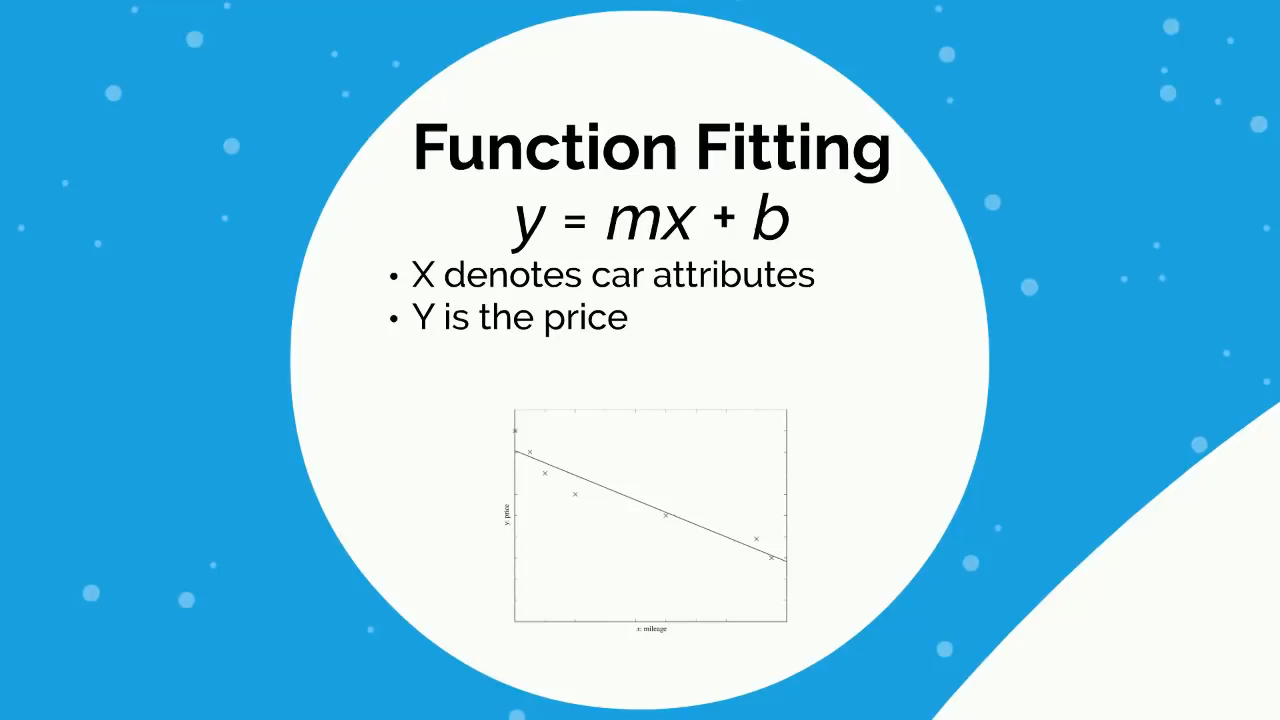 Function Fitting
y = mx + b
• X denotes car attributes
• Y is the price
y: price
x: mileage